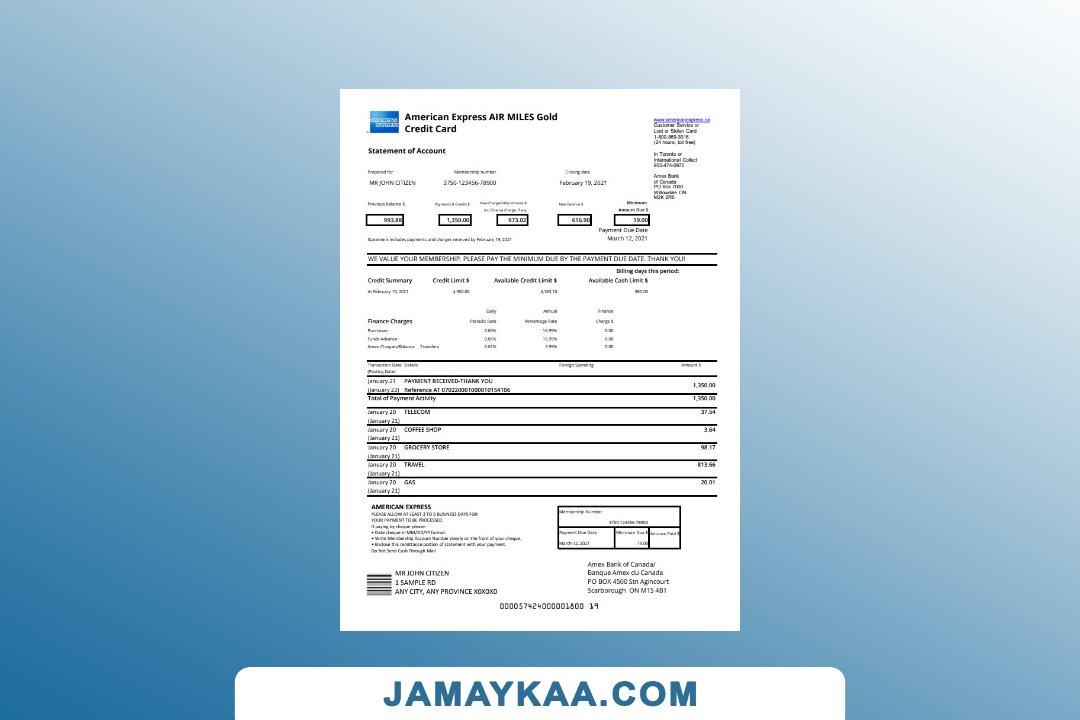 American Express AIR MILES Gold
Credit Card
www.americanexpress.ca
Customer Service or
Lost or Stolen Card
1-800-869-3016
(24 hours, toll free)
In Toronto or
International Collect
905-474-0870
Amex Bank
of Canada
PO Box 7000
Willowdale ON
M2K 2R6
Statement of Account
Prepared for Membership Number Closing date
MR JOHN CITIZEN 3750-123456-78900 February 19, 2021
Previous Balance $ Payments & Credits $ New Charges/Adjustments $ Inc. Finance Charge, if any New Balance $ Minimum Amount Due $
993.88 1,350.00 973.02 616.90 19.00
Payment Due Date
Statement includes payments and charges received by February 19, 2021 March 12, 2021
WE VALUE YOUR MEMBERSHIP. PLEASE PAY THE MINIMUM DUE BY THE PAYMENT DUE DATE. THANK YOU!
Billing days this period:
Credit Summary Credit Limit $ Available Credit Limit $ Available Cash Limit $
At February 19, 2021 4,900.00 4,183.10 980.00
Daily Annual Finance
Finance Charges Periodic Rate Percentage Rate Charge $
Purchases 0.05% 16.99% 0.00
Funds Advance 0.05% 16.99% 0.00
Amex Cheques/Balance Transfers 0.01% 3.99% 0.00
Transaction Date Details Foreign Spending Amount $
(Posting Date)
January 21 PAYMENT RECEIVED-THANK YOU 1,350.00
(January 22) Reference AT 070220001000010154106
Total of Payment Activity 1,350.00
January 20 TELECOM 37.54
(January 21)
January 20 COFFEE SHOP 3.64
(January 21)
January 20 GROCERY STORE 98.17
(January 21)
January 20 TRAVEL 813.66
(January 21)
January 20 GAS 20.01
(January 21)
AMERICAN EXPRESS
PLEASE ALLOW AT LEAST 3 TO 5 BUSINESS DAYS FOR
YOUR PAYMENT TO BE PROCESSED
If paying by cheque please:
• Date cheque in MM/DD/YY format.
• Write Membership Account Number clearly on the front of your cheque.
• Enclose this remittance portion of statement with your payment.
Do Not Send Cash Through Mail
Membership Number
3750-123456-78900
Payment Due Date Minimum Due $ Amount Paid $
March 12, 2021 19.00
MR JOHN CITIZEN
1 SAMPLE RD
ANY CITY, ANY PROVINCE X0X0X0
Amex Bank of Canada/
Banque Amex du Canada
PO BOX 4500 Stn Agincourt
Scarborough ON M1S 4B1
000057424000001800 19
JAMAYKAA.COM